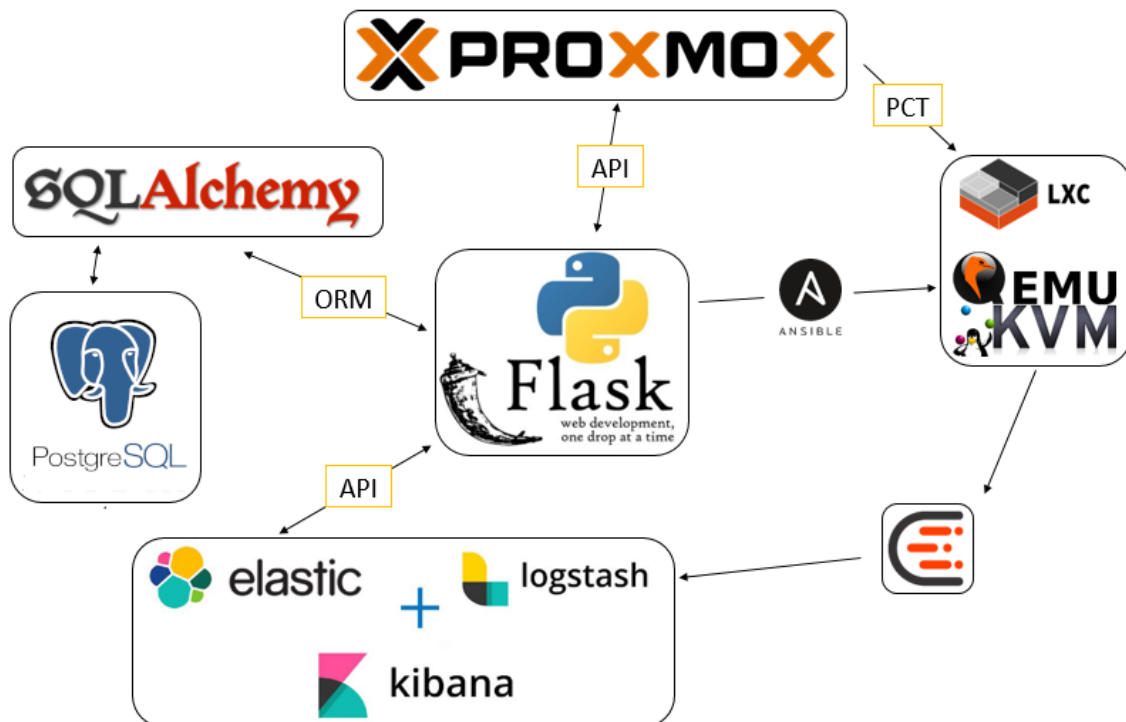 PROXMOX
PCT
API
SQLAlchemy
LXC
ORM
ANSIBLE
QEMU
KVM
Flask
web development,
one drop at a time
PostgreSQL
API
elastic
+
logstash
kibana